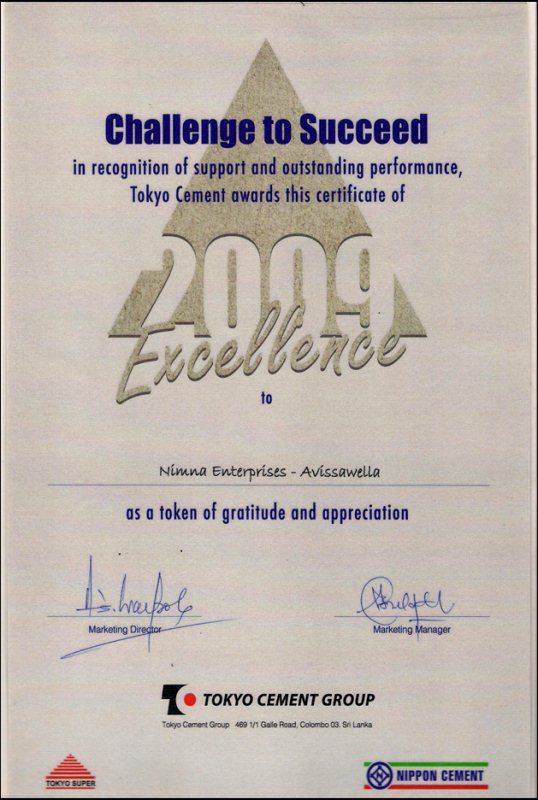 Challenge to Succeed
in recognition of support and outstanding performance,
Tokyo Cement awards this certificate of
2009
Excellence
to
Nimna Enterprises - Avissawella
as a token of gratitude and appreciation
Marketing Director
Marketing Manager
TOKYO CEMENT GROUP
Tokyo Cement Group 469 1/1 Galle Road, Colombo 03. Sri Lanka
TOKYO SUPER
NIPPON CEMENT